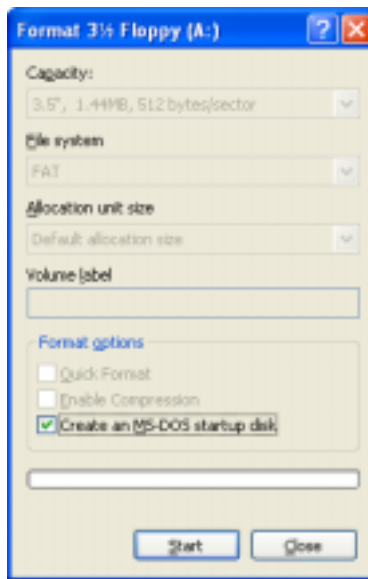 Format 3½ Floppy (A:)
Capacity:
3.5", 1.44MB, 512 bytes/sector
File system
FAT
Allocation unit size
Default allocation size
Volume label
Format options
Quick Format
Enable Compression
Create an MS-DOS startup disk
Start
Close